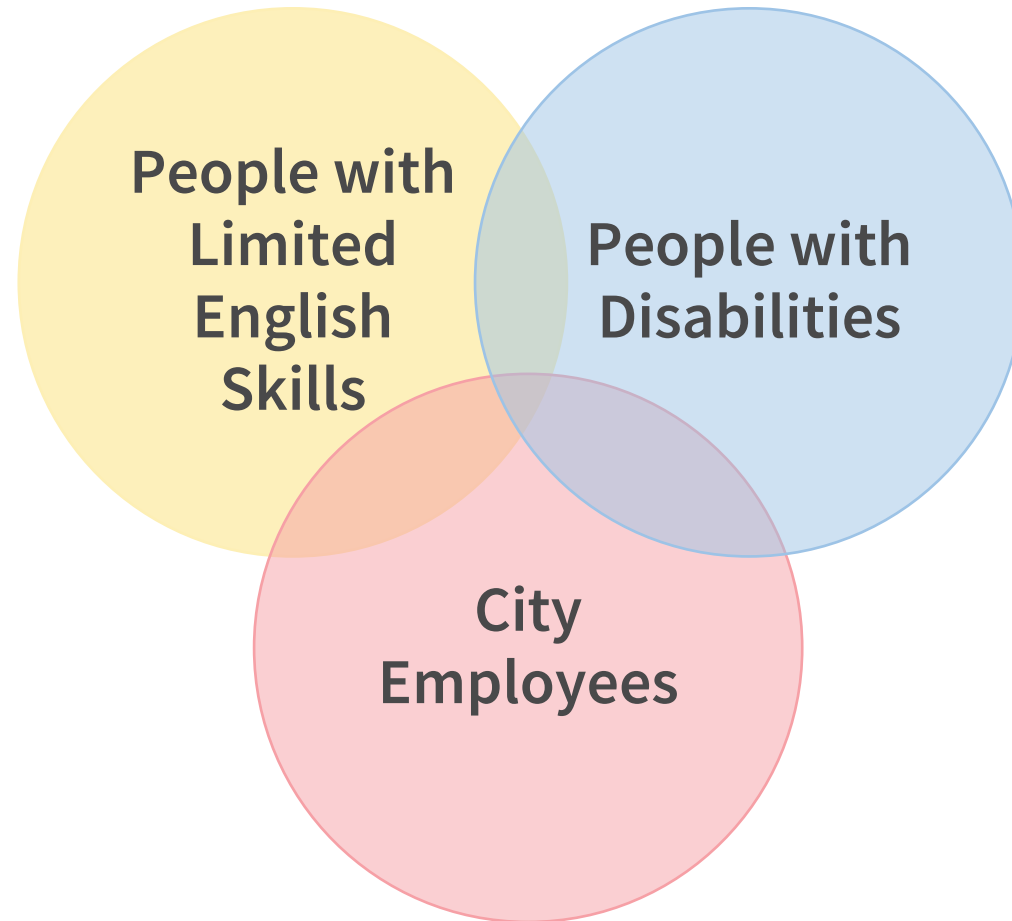 People with
Limited
English
Skills
People with
Disabilities
City
Employees